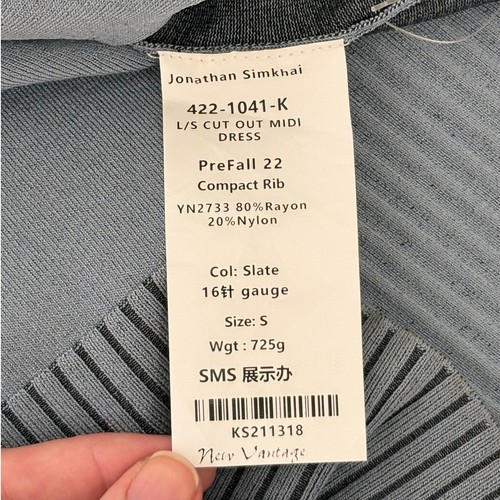 Jonathan Simkhai
422-1041-K
L/S CUT OUT MIDI
DRESS
PreFall 22
Compact Rib
YN2733 80%Rayon
20%Nylon
Col: Slate
16针 gauge
Size: S
Wgt : 725g
SMS 展示办
KS211318
New Vantage